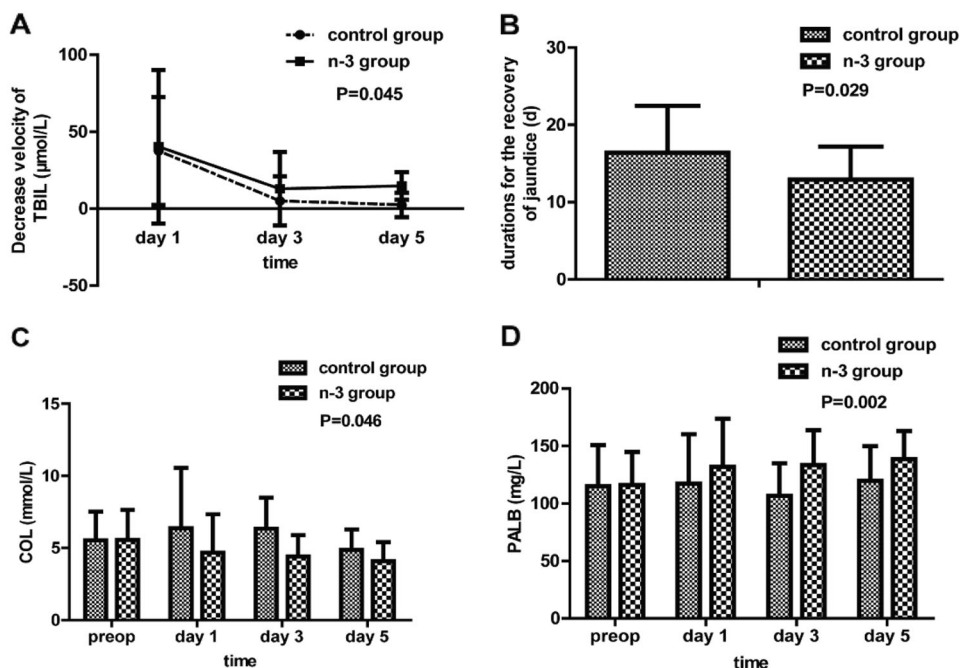 A
control group
n-3 group
P=0.045
Decrease velocity of
TBIL (μmol/L)
100
50
0
-50
day 1 day 3 day 5
time
B
control group
n-3 group
P=0.029
durations for the recovery
of jaundice (d)
30
20
10
0
C
control group
n-3 group
P=0.046
COL (mmol/L)
15
10
5
0
preop day 1 day 3 day 5
time
D
control group
n-3 group
P=0.002
PALB (mg/L)
200
150
100
50
0
preop day 1 day 3 day 5
time